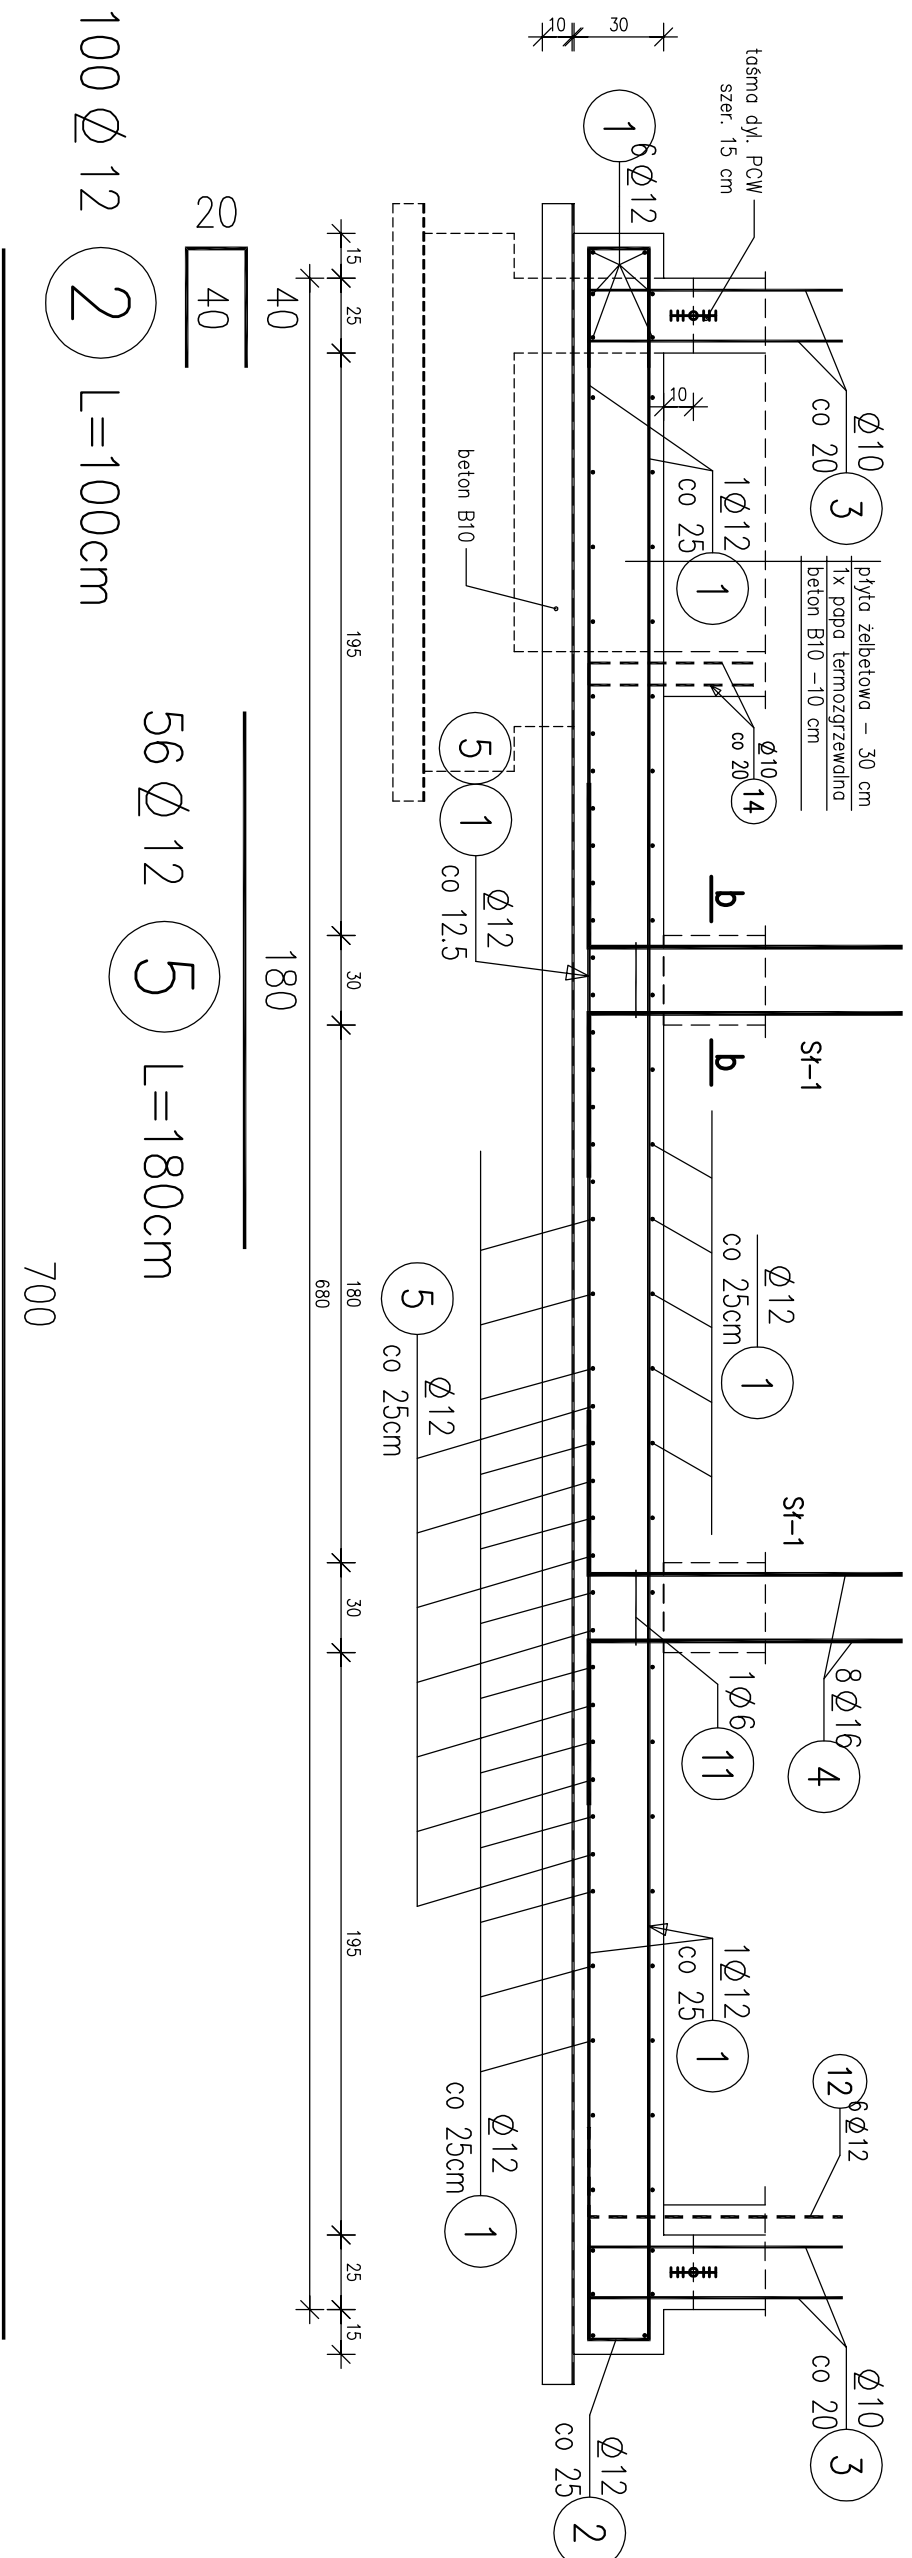 taśma dyl. PCW
szer. 15 cm
Ø10
co 20
3
płyta żelbetowa - 30 cm
1x papa termozgrzewalna
beton B10 -10 cm
1Ø12
co 25
1
Ø10
co 20
14
b
b
Sł-1
Ø12
co 25cm
1
Sł-1
8Ø16
4
1Ø6
11
1Ø12
co 25
1
12
6Ø12
Ø10
co 20
3
10
30
10
1
6Ø12
beton B10
5
1
Ø12
co 12.5
5
Ø12
co 25cm
Ø12
co 25cm
1
Ø12
co 25
2
15
25
195
30
180
30
195
25
15
680
20
40
40
100 Ø 12
2
L=100cm
180
56 Ø 12
5
L=180cm
700